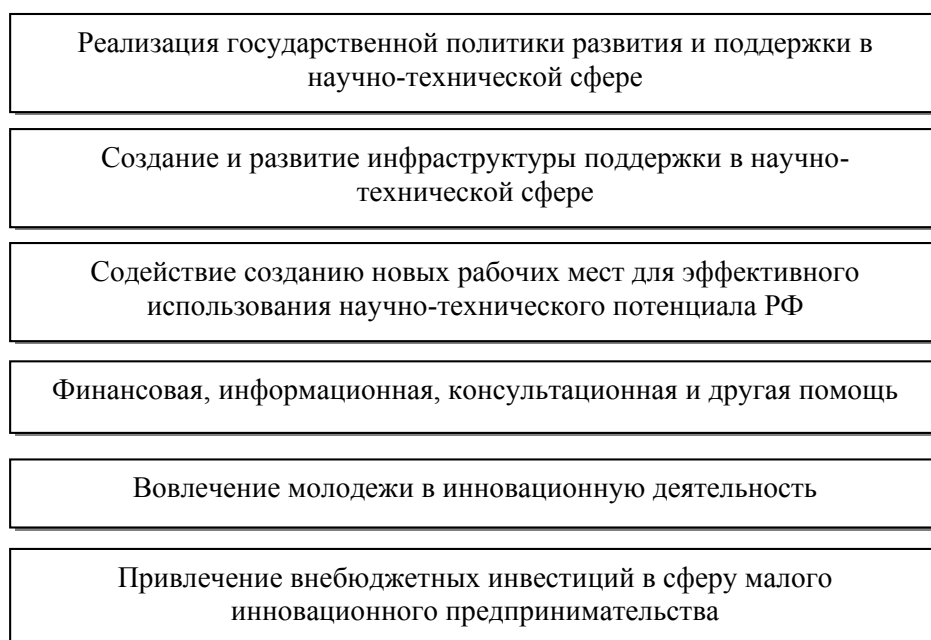 Реализация государственной политики развития и поддержки в
научно-технической сфере
Создание и развитие инфраструктуры поддержки в научно-
технической сфере
Содействие созданию новых рабочих мест для эффективного
использования научно-технического потенциала РФ
Финансовая, информационная, консультационная и другая помощь
Вовлечение молодежи в инновационную деятельность
Привлечение внебюджетных инвестиций в сферу малого
инновационного предпринимательства